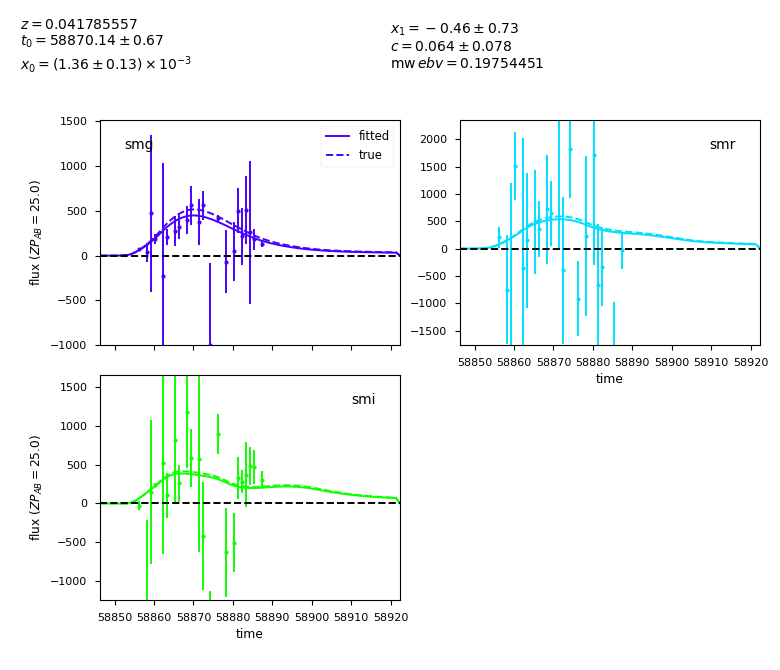 z = 0.041785557
t₀ = 58870.14 ± 0.67
x₀ = (1.36 ± 0.13) × 10⁻³
x₁ = −0.46 ± 0.73
c = 0.064 ± 0.078
mw ebv = 0.19754451
smg
fitted
true
1500
1000
500
0
−500
−1000
flux (ZP_AB = 25.0)
smr
2000
1500
1000
500
0
−500
−1000
−1500
58850 58860 58870 58880 58890 58900 58910 58920
time
smi
1500
1000
500
0
−500
−1000
flux (ZP_AB = 25.0)
58850 58860 58870 58880 58890 58900 58910 58920
time